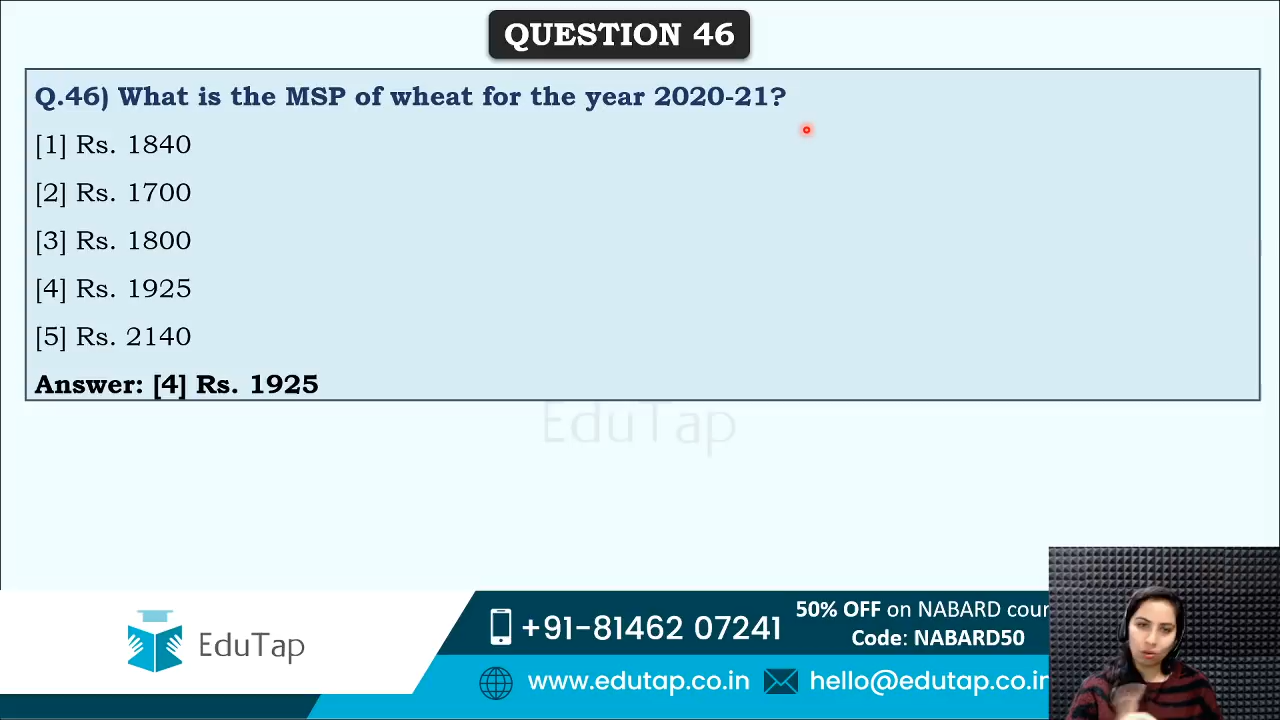 QUESTION 46
Q.46) What is the MSP of wheat for the year 2020-21?
[1] Rs. 1840
[2] Rs. 1700
[3] Rs. 1800
[4] Rs. 1925
[5] Rs. 2140
Answer: [4] Rs. 1925
EduTap
EduTap
+91-81462 07241
50% OFF on NABARD cour
Code: NABARD50
www.edutap.co.in
hello@edutap.co.in